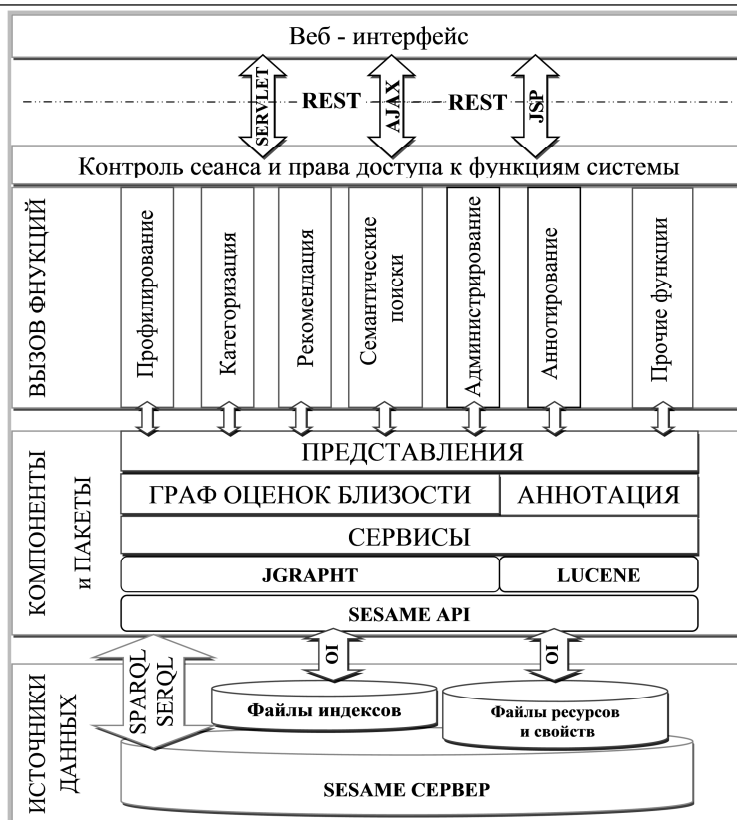 Веб - интерфейс
SERVLET
REST
AJAX
REST
JSP
Контроль сеанса и права доступа к функциям системы
ВЫЗОВ ФНУКЦИЙ
Профилирование
Категоризация
Рекомендация
Семантические
поиски
Администрирование
Аннотирование
Прочие функции
КОМПОНЕНТЫ
и ПАКЕТЫ
ПРЕДСТАВЛЕНИЯ
ГРАФ ОЦЕНОК БЛИЗОСТИ
АННОТАЦИЯ
СЕРВИСЫ
JGRAPHT
LUCENE
SESAME API
ИСТОЧНИКИ
ДАННЫХ
SPARQL
SERQL
OI
OI
Файлы индексов
Файлы ресурсов
и свойств
SESAME СЕРВЕР